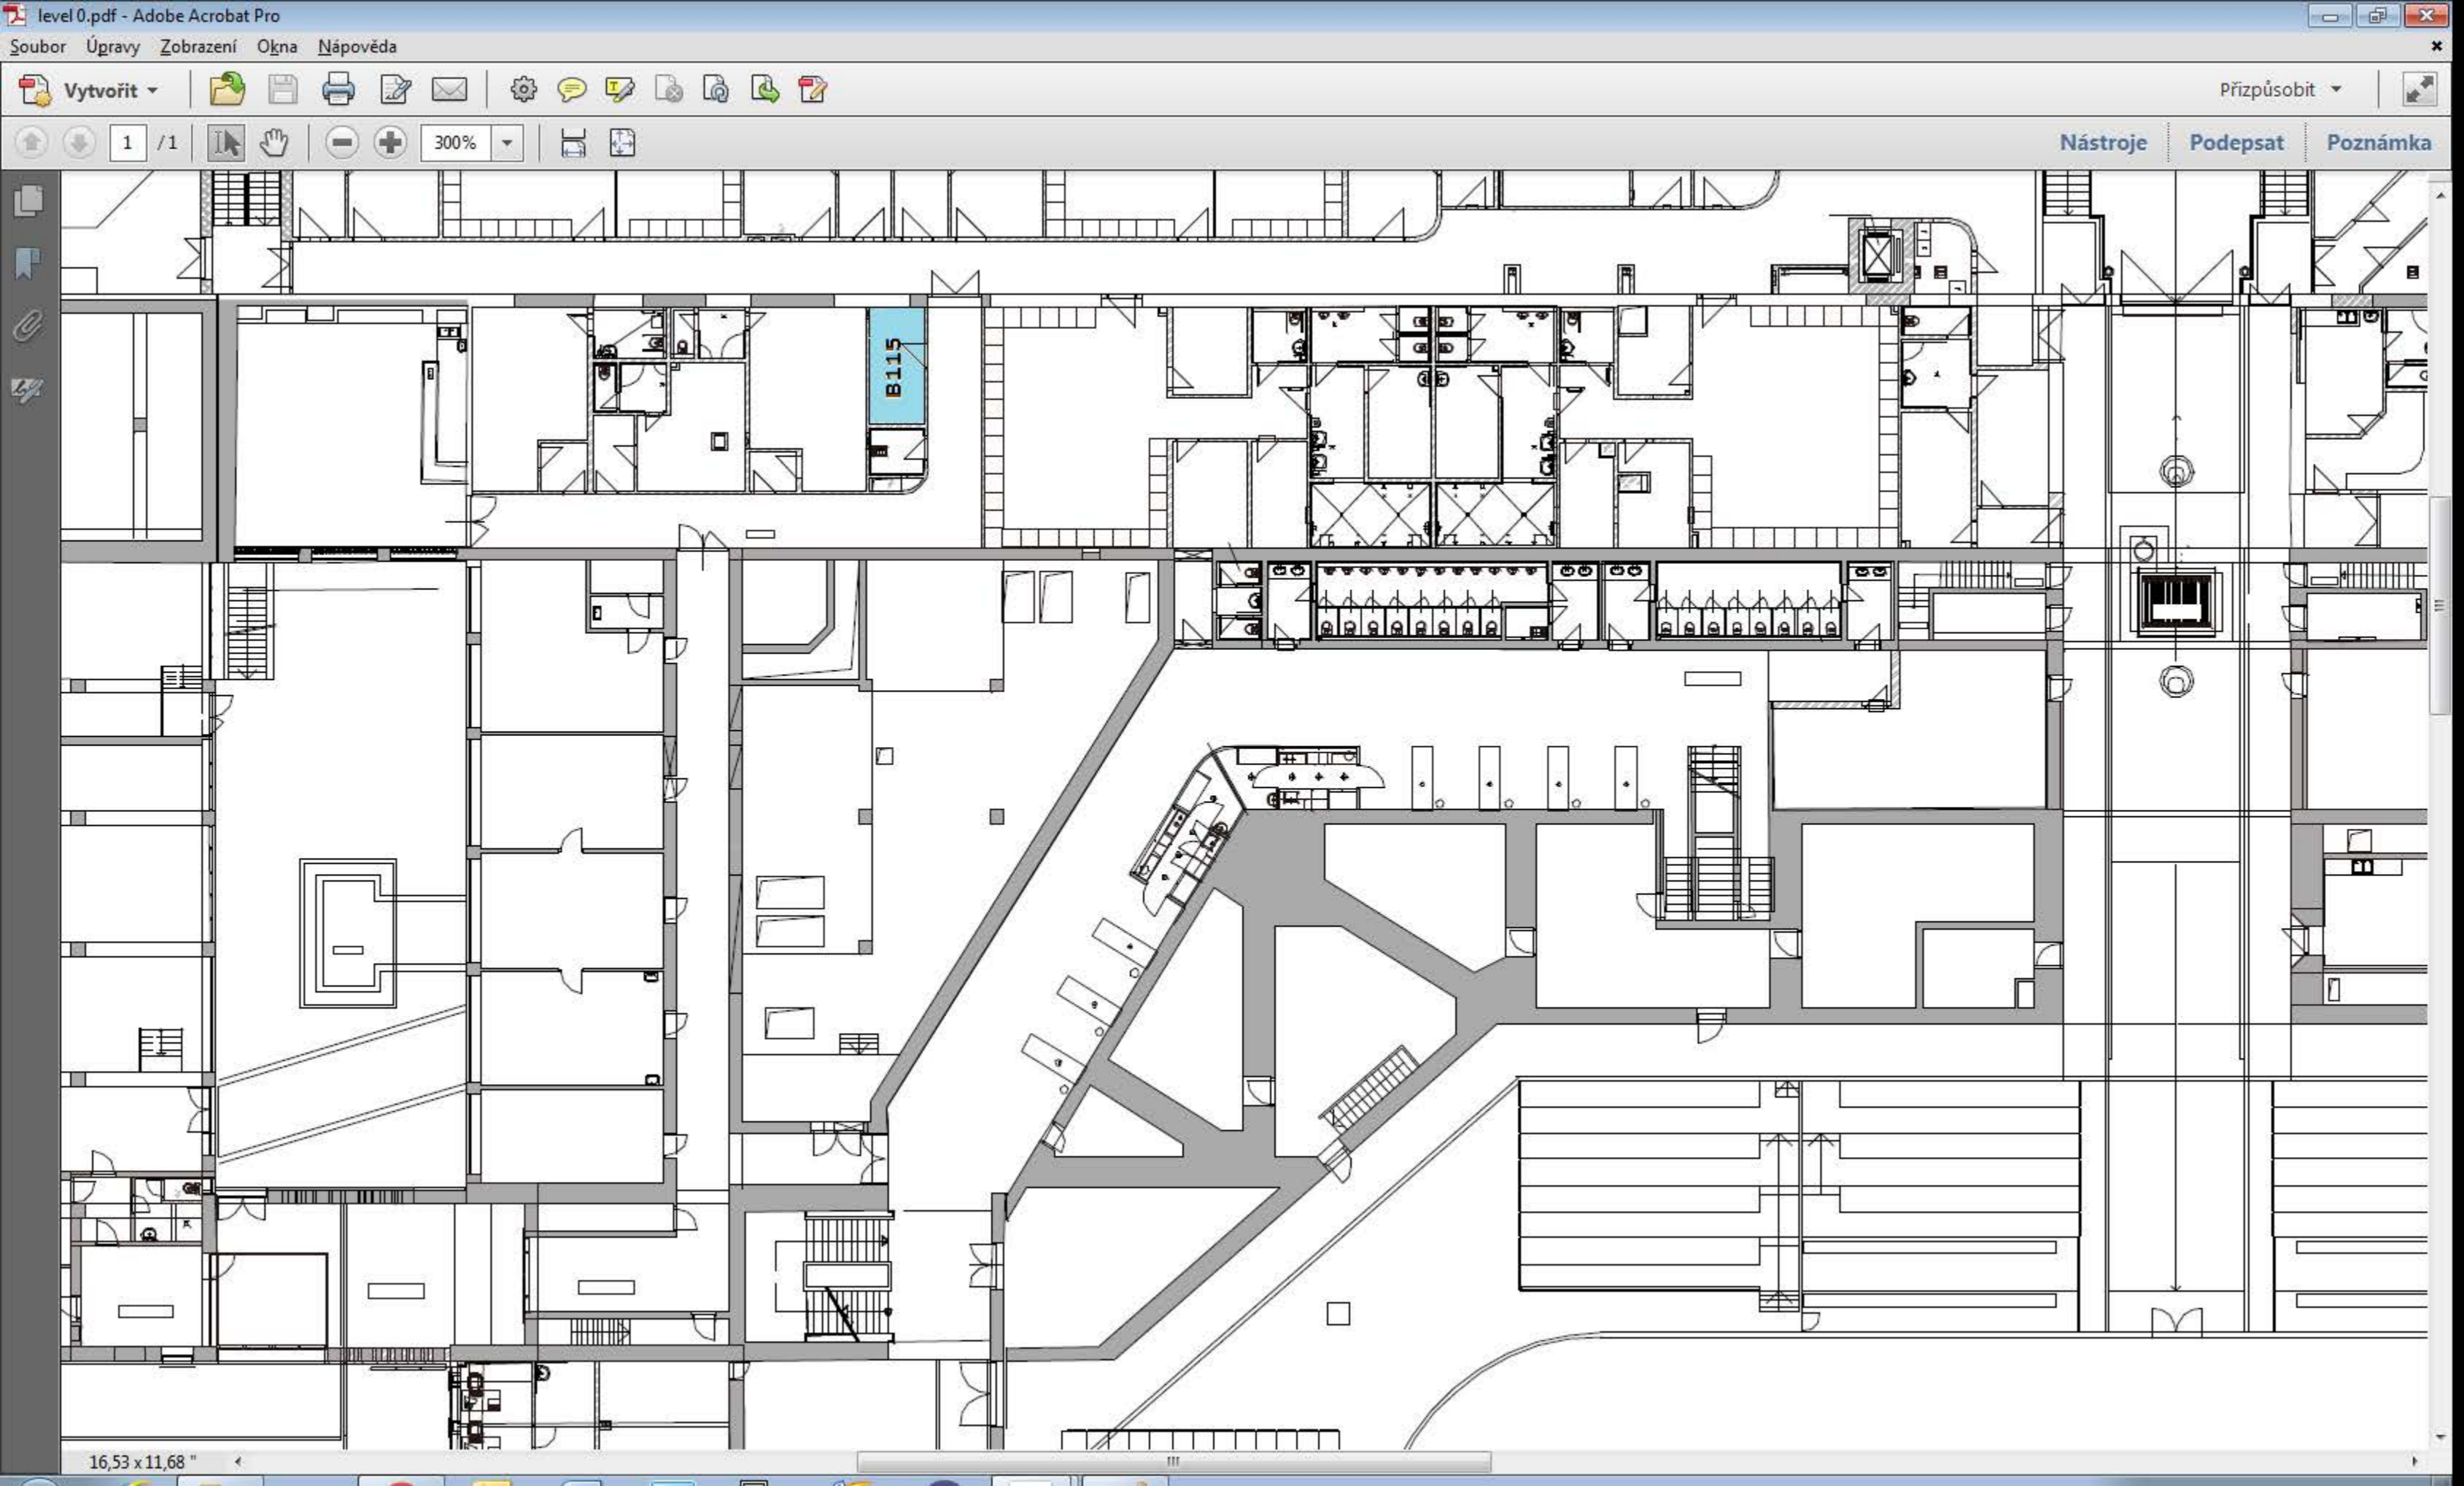 level 0.pdf - Adobe Acrobat Pro
Soubor Úpravy Zobrazení Okna Nápověda
Vytvořit Přizpůsobit
1 / 1 300% Nástroje Podepsat Poznámka
B115
16,53 x 11,68 "